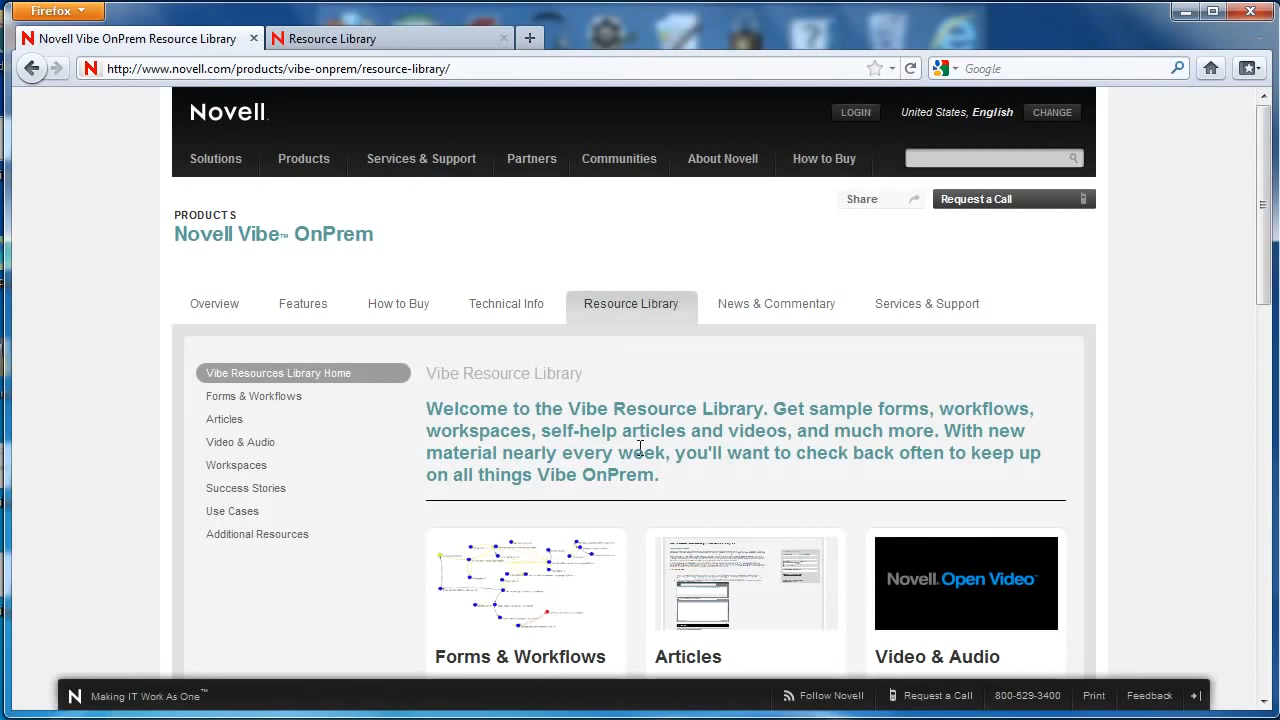 Firefox
Novell Vibe OnPrem Resource Library
Resource Library
http://www.novell.com/products/vibe-onprem/resource-library/
Google
Novell.
LOGIN
United States, English
CHANGE
Solutions
Products
Services & Support
Partners
Communities
About Novell
How to Buy
Share
Request a Call
PRODUCTS
Novell Vibe™ OnPrem
Overview
Features
How to Buy
Technical Info
Resource Library
News & Commentary
Services & Support
Vibe Resources Library Home
Forms & Workflows
Articles
Video & Audio
Workspaces
Success Stories
Use Cases
Additional Resources
Vibe Resource Library
Welcome to the Vibe Resource Library. Get sample forms, workflows,
workspaces, self-help articles and videos, and much more. With new
material nearly every week, you'll want to check back often to keep up
on all things Vibe OnPrem.
Novell. Open Video™
Forms & Workflows
Articles
Video & Audio
N Making IT Work As One™
Follow Novell
Request a Call
800-529-3400
Print
Feedback